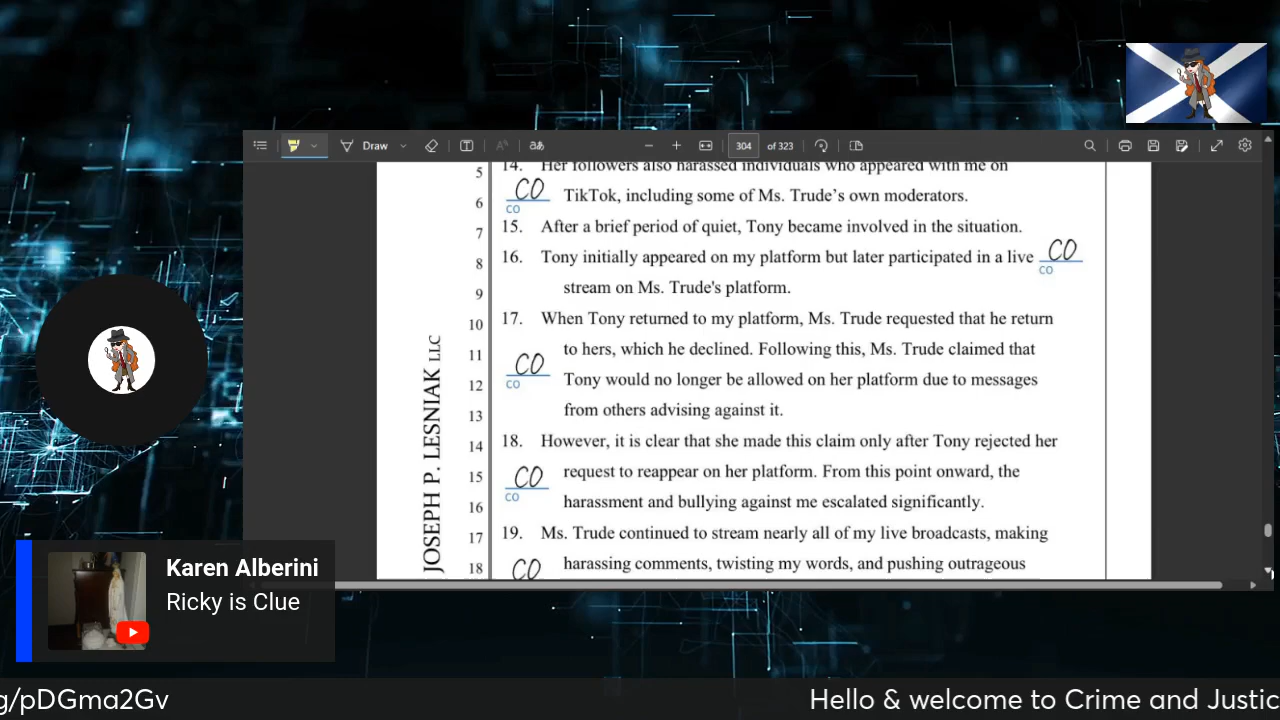 Draw
304 of 323
5 14. Her followers also harassed individuals who appeared with me on
CO
CO
6 TikTok, including some of Ms. Trude’s own moderators.
7 15. After a brief period of quiet, Tony became involved in the situation.
8 16. Tony initially appeared on my platform but later participated in a live CO
CO
9 stream on Ms. Trude's platform.
10 17. When Tony returned to my platform, Ms. Trude requested that he return
11 to hers, which he declined. Following this, Ms. Trude claimed that
CO
CO
12 Tony would no longer be allowed on her platform due to messages
13 from others advising against it.
14 18. However, it is clear that she made this claim only after Tony rejected her
15 CO request to reappear on her platform. From this point onward, the
CO
16 harassment and bullying against me escalated significantly.
17 19. Ms. Trude continued to stream nearly all of my live broadcasts, making
18 CO harassing comments, twisting my words, and pushing outrageous
JOSEPH P. LESNIAK LLC
Karen Alberini
Ricky is Clue
g/pDGma2Gv
Hello & welcome to Crime and Justic